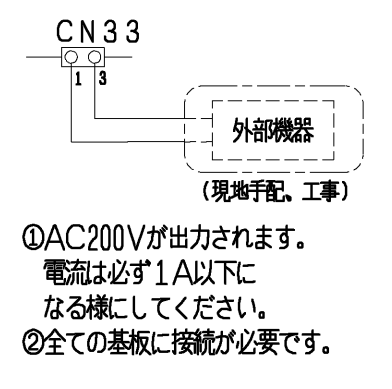 CN33
1 3
外部機器
(現地手配、工事)
①AC200Vが出力されます。
電流は必ず1A以下に
なる様にしてください。
②全ての基板に接続が必要です。